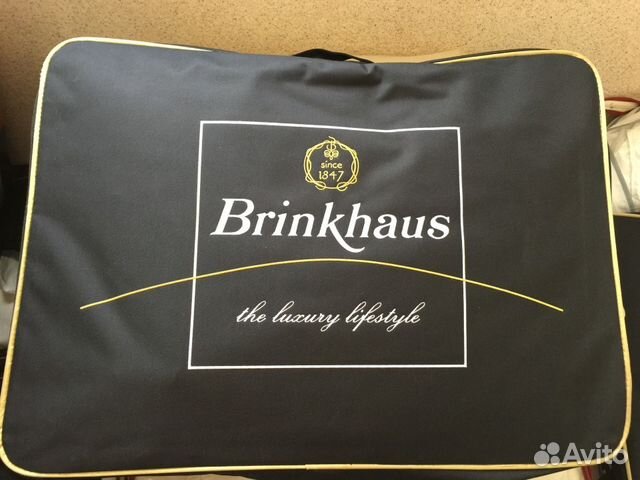 since
1847
Brinkhaus
the luxury lifestyle
Avito